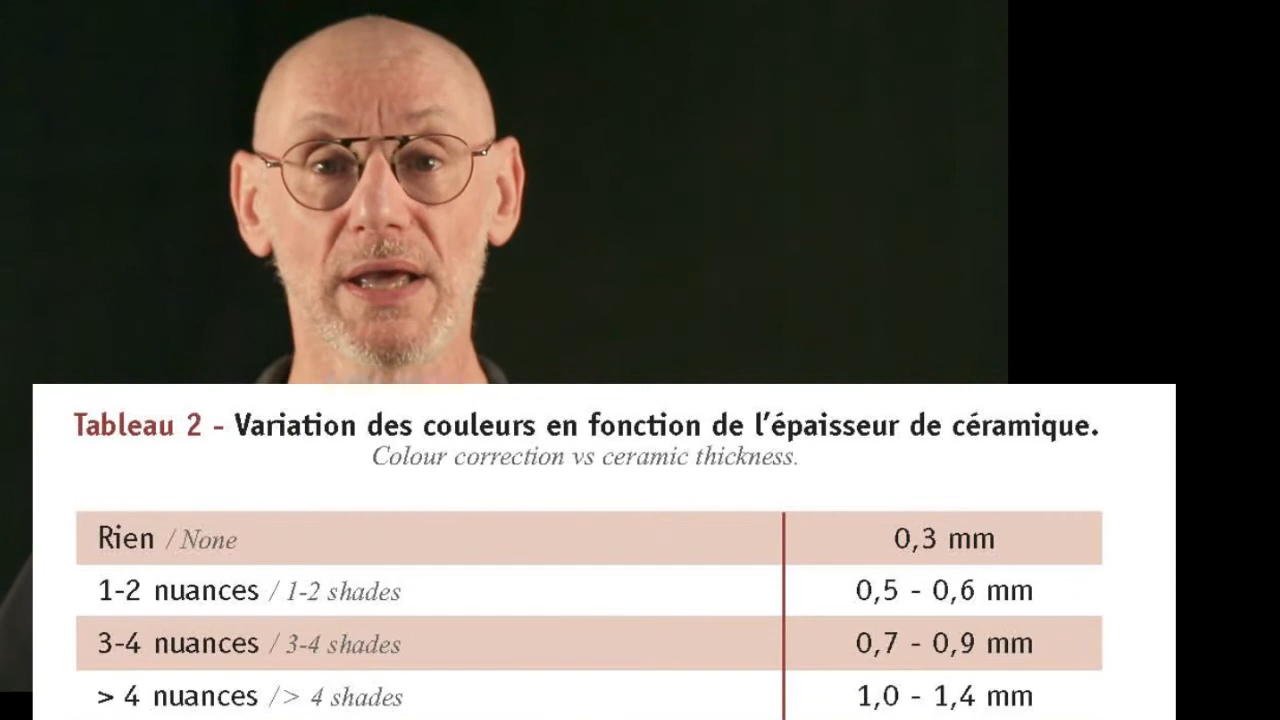 Tableau 2 - Variation des couleurs en fonction de l'épaisseur de céramique.
Colour correction vs ceramic thickness.
Rien / None 0,3 mm
1-2 nuances / 1-2 shades 0,5 - 0,6 mm
3-4 nuances / 3-4 shades 0,7 - 0,9 mm
> 4 nuances / > 4 shades 1,0 - 1,4 mm